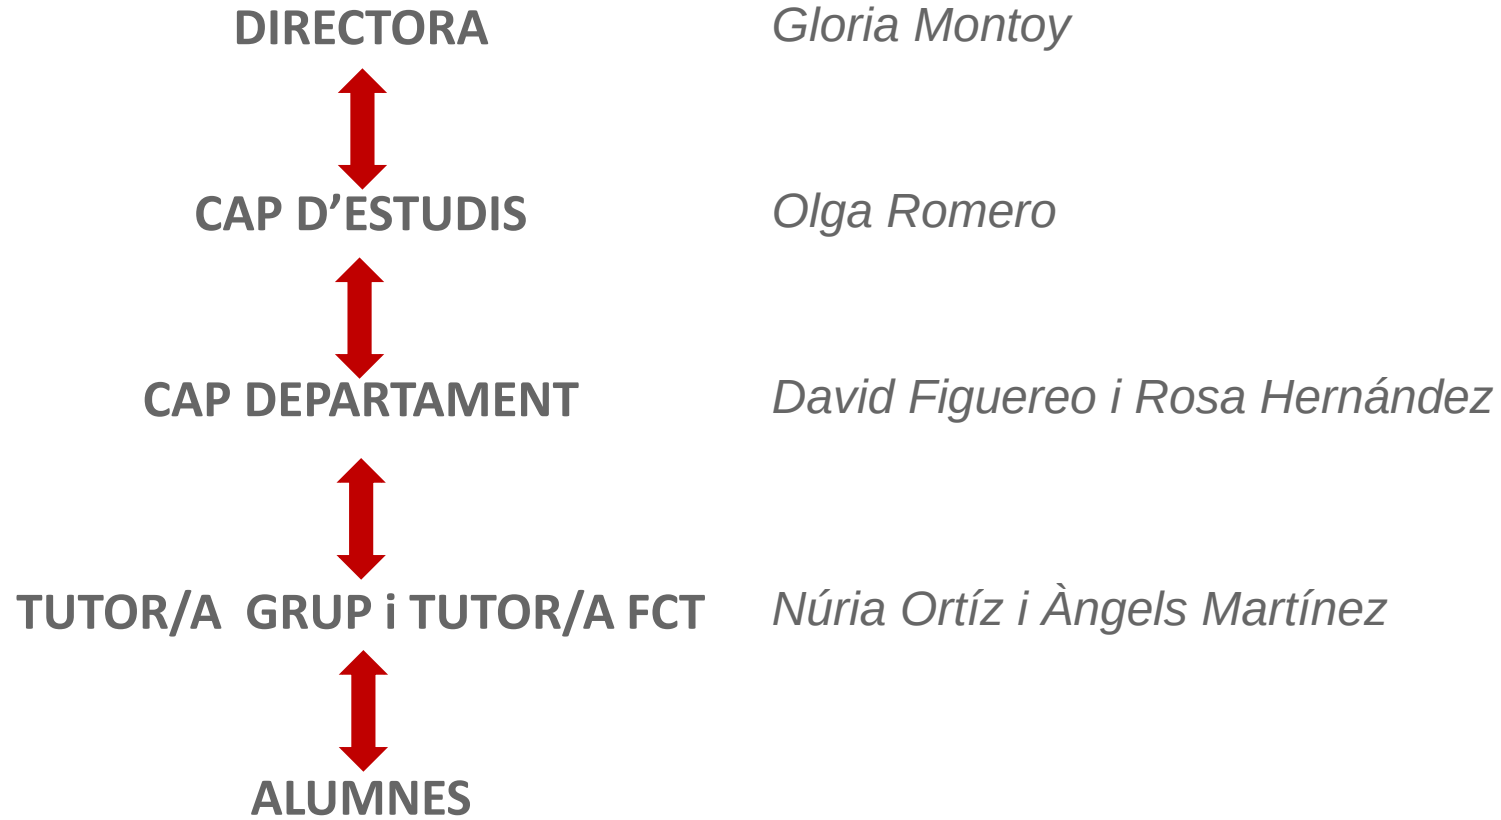 DIRECTORA Gloria Montoy
CAP D’ESTUDIS Olga Romero
CAP DEPARTAMENT David Figuereo i Rosa Hernández
TUTOR/A GRUP i TUTOR/A FCT Núria Ortíz i Àngels Martínez
ALUMNES